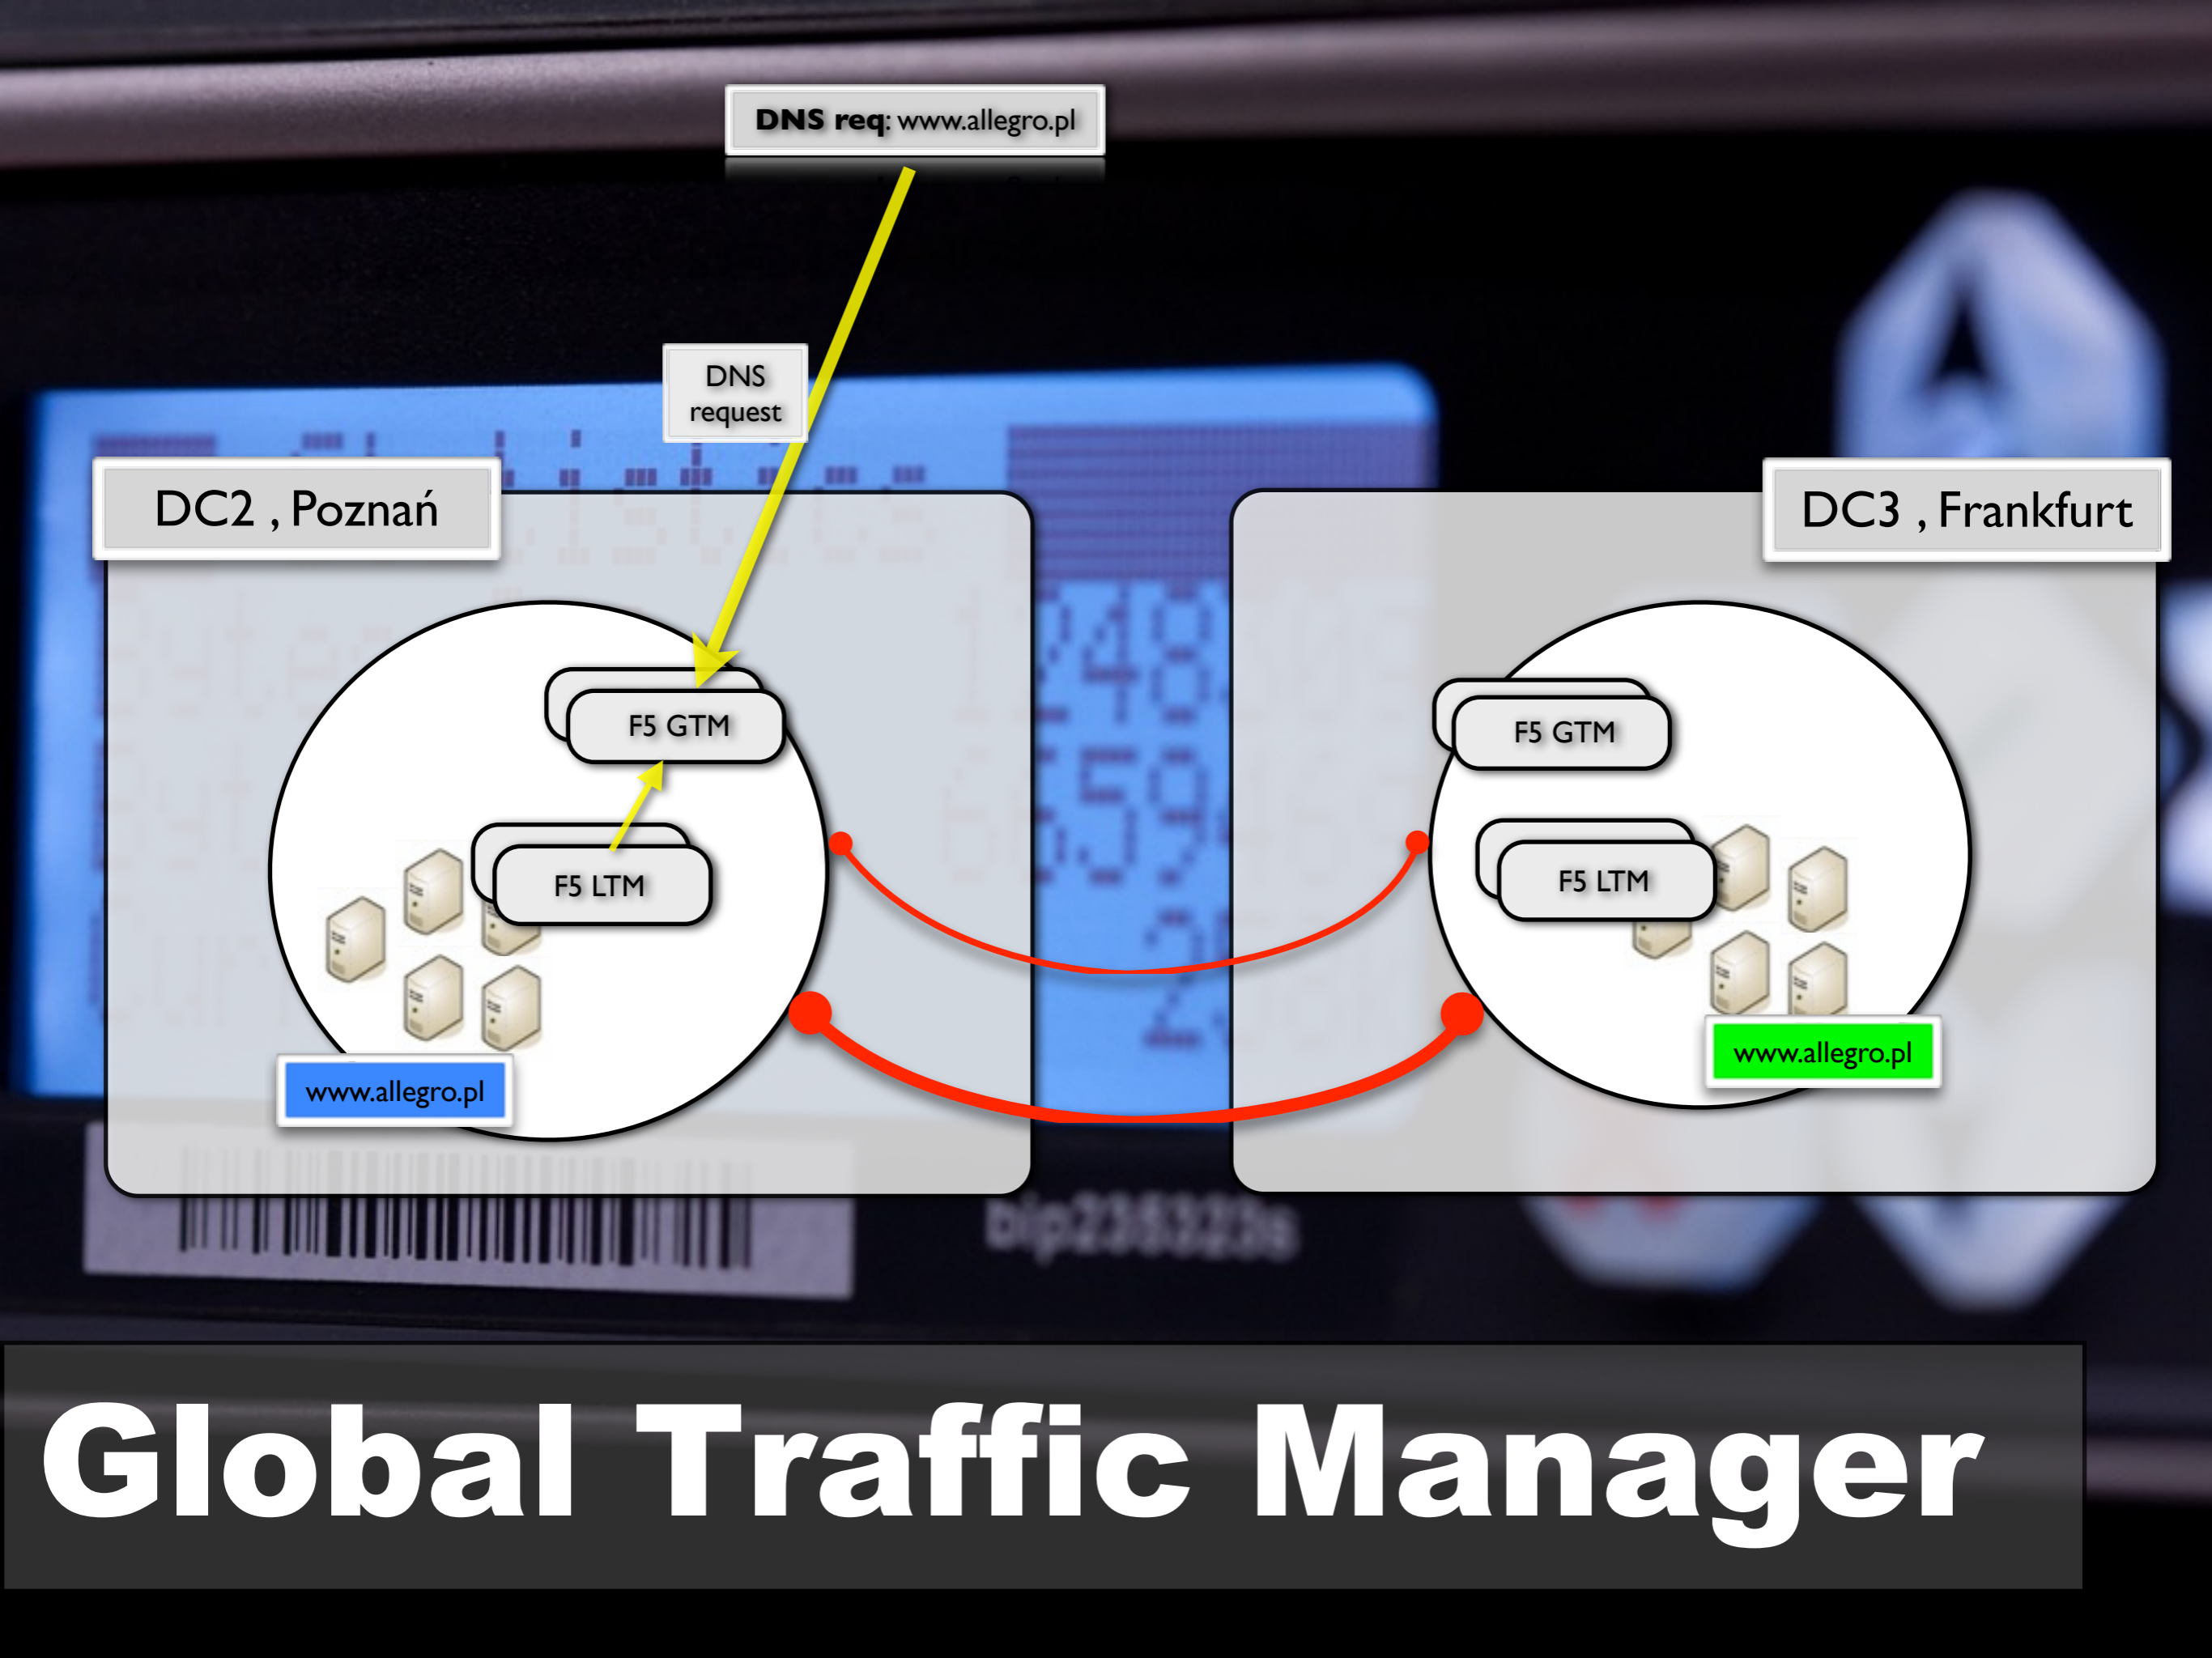 DNS req: www.allegro.pl
DNS
request
DC2 , Poznań
DC3 , Frankfurt
F5 GTM
F5 GTM
F5 LTM
F5 LTM
www.allegro.pl
www.allegro.pl
Global Traffic Manager